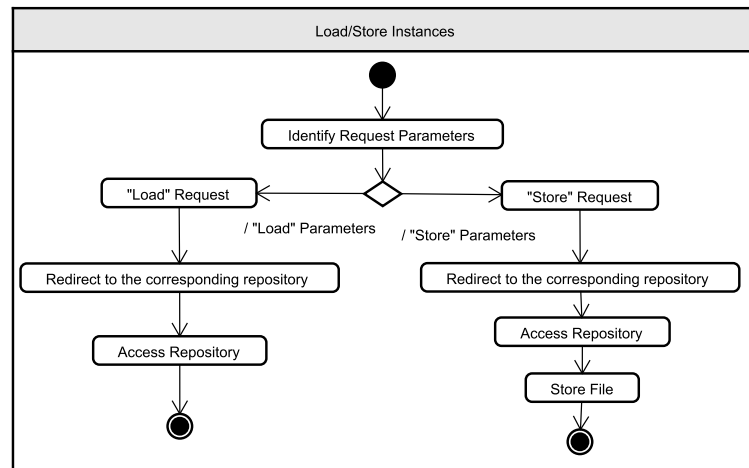 Load/Store Instances
Identify Request Parameters
"Load" Request
"Store" Request
/ "Load" Parameters
/ "Store" Parameters
Redirect to the corresponding repository
Redirect to the corresponding repository
Access Repository
Access Repository
Store File